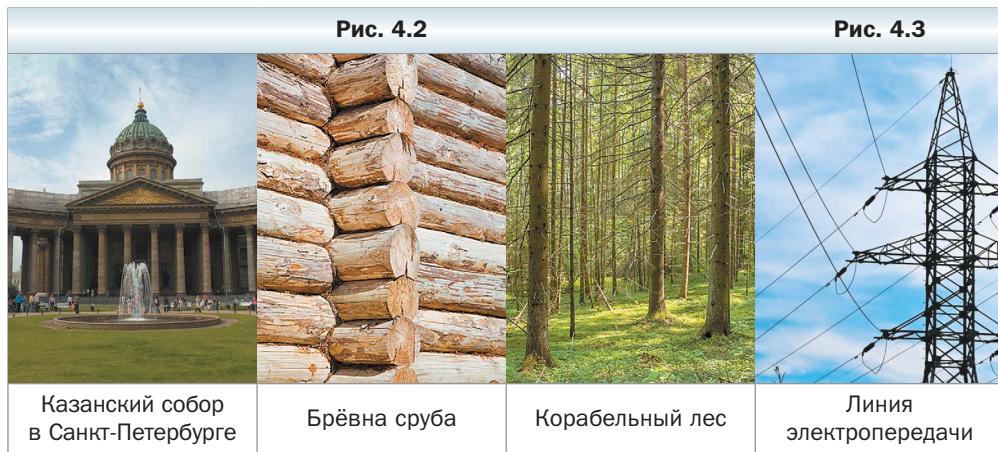 Рис. 4.2
Рис. 4.3
Казанский собор
в Санкт-Петербурге
Брёвна сруба
Корабельный лес
Линия
электропередачи